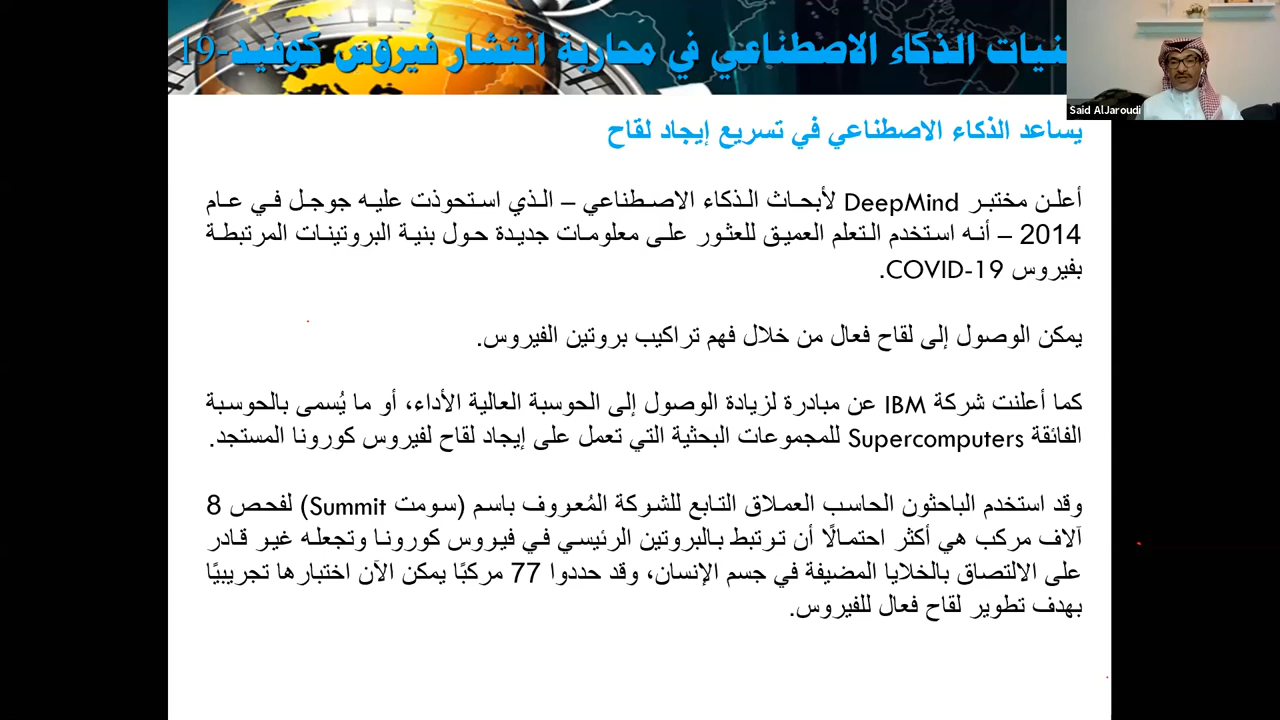 الذكاء الاصطناعي في محاربة انتشار فيروس كوفيد-19
Said AlJaroudi
يساعد الذكاء الاصطناعي في تسريع إيجاد لقاح
أعلن مختبر DeepMind لأبحاث الذكاء الاصطناعي – الذي استحوذت عليه جوجل في عام
2014 – أنه استخدم التعلم العميق للعثور على معلومات جديدة حول بنية البروتينات المرتبطة
بفيروس COVID-19.
يمكن الوصول إلى لقاح فعال من خلال فهم تراكيب بروتين الفيروس.
كما أعلنت شركة IBM عن مبادرة لزيادة الوصول إلى الحوسبة العالية الأداء، أو ما يُسمى بالحوسبة
الفائقة Supercomputers للمجموعات البحثية التي تعمل على إيجاد لقاح لفيروس كورونا المستجد.
وقد استخدم الباحثون الحاسب العملاق التابع للشركة المُعروف باسم (سومت Summit) لفحص 8
آلاف مركب هي أكثر احتمالًا أن ترتبط بالبروتين الرئيسي في فيروس كورونا وتجعله غير قادر
على الالتصاق بالخلايا المضيفة في جسم الإنسان، وقد حددوا 77 مركبًا يمكن الآن اختبارها تجريبيًا
بهدف تطوير لقاح فعال للفيروس.